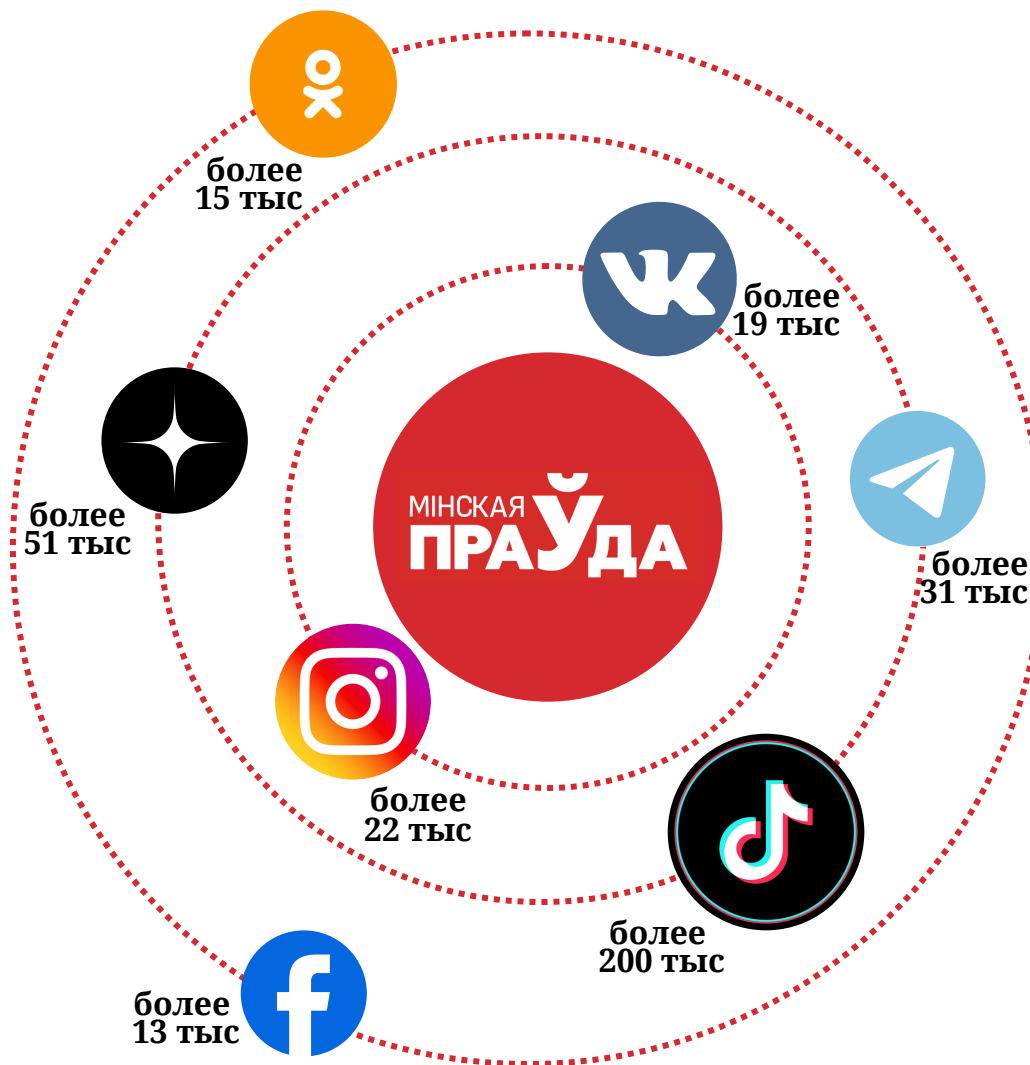 более
15 тыс
более
19 тыс
МІНСКАЯ
ПРАЎДА
более
51 тыс
более
31 тыс
более
22 тыс
более
200 тыс
более
13 тыс